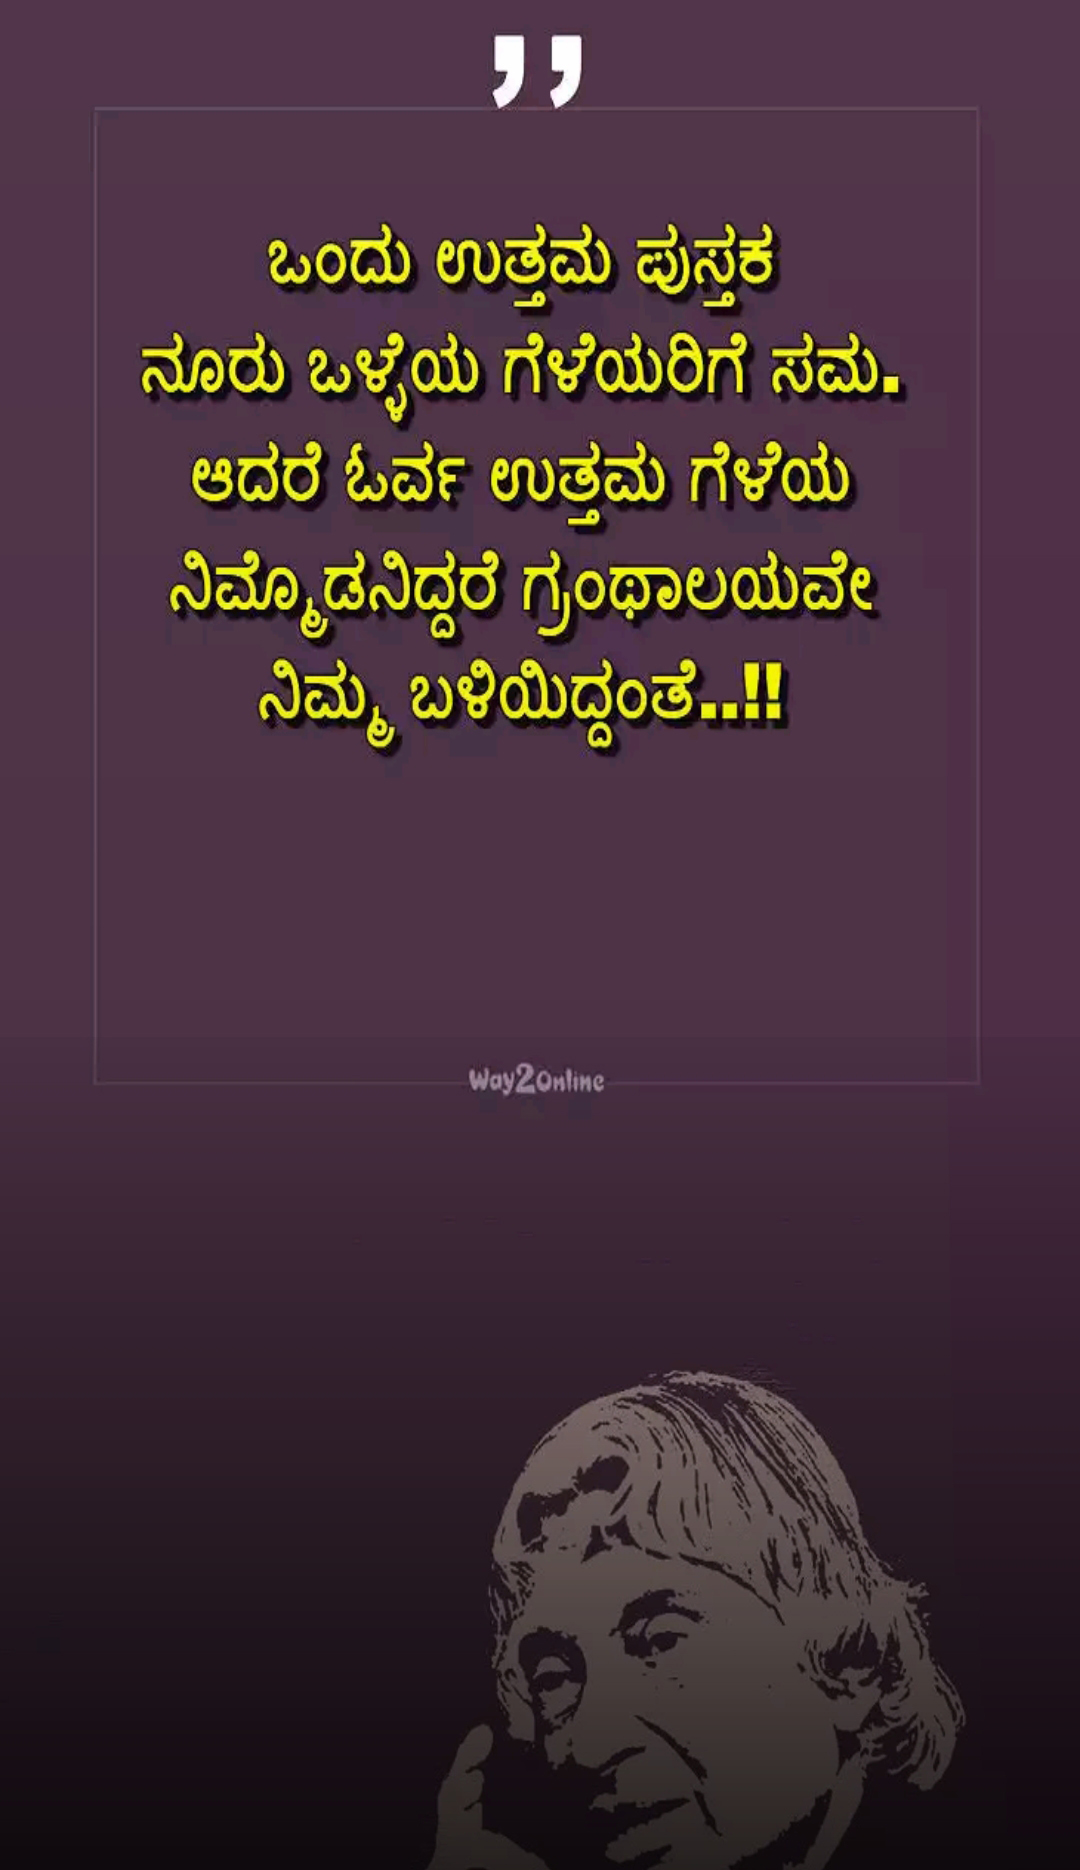 ”
ಒಂದು ಉತ್ತಮ ಪುಸ್ತಕ
ನೂರು ಒಳ್ಳೆಯ ಗೆಳೆಯರಿಗೆ ಸಮ.
ಆದರೆ ಓರ್ವ ಉತ್ತಮ ಗೆಳೆಯ
ನಿಮ್ಮೊಡನಿದ್ದರೆ ಗ್ರಂಥಾಲಯವೇ
ನಿಮ್ಮ ಬಳಿಯಿದ್ದಂತೆ..!!
Way2Online